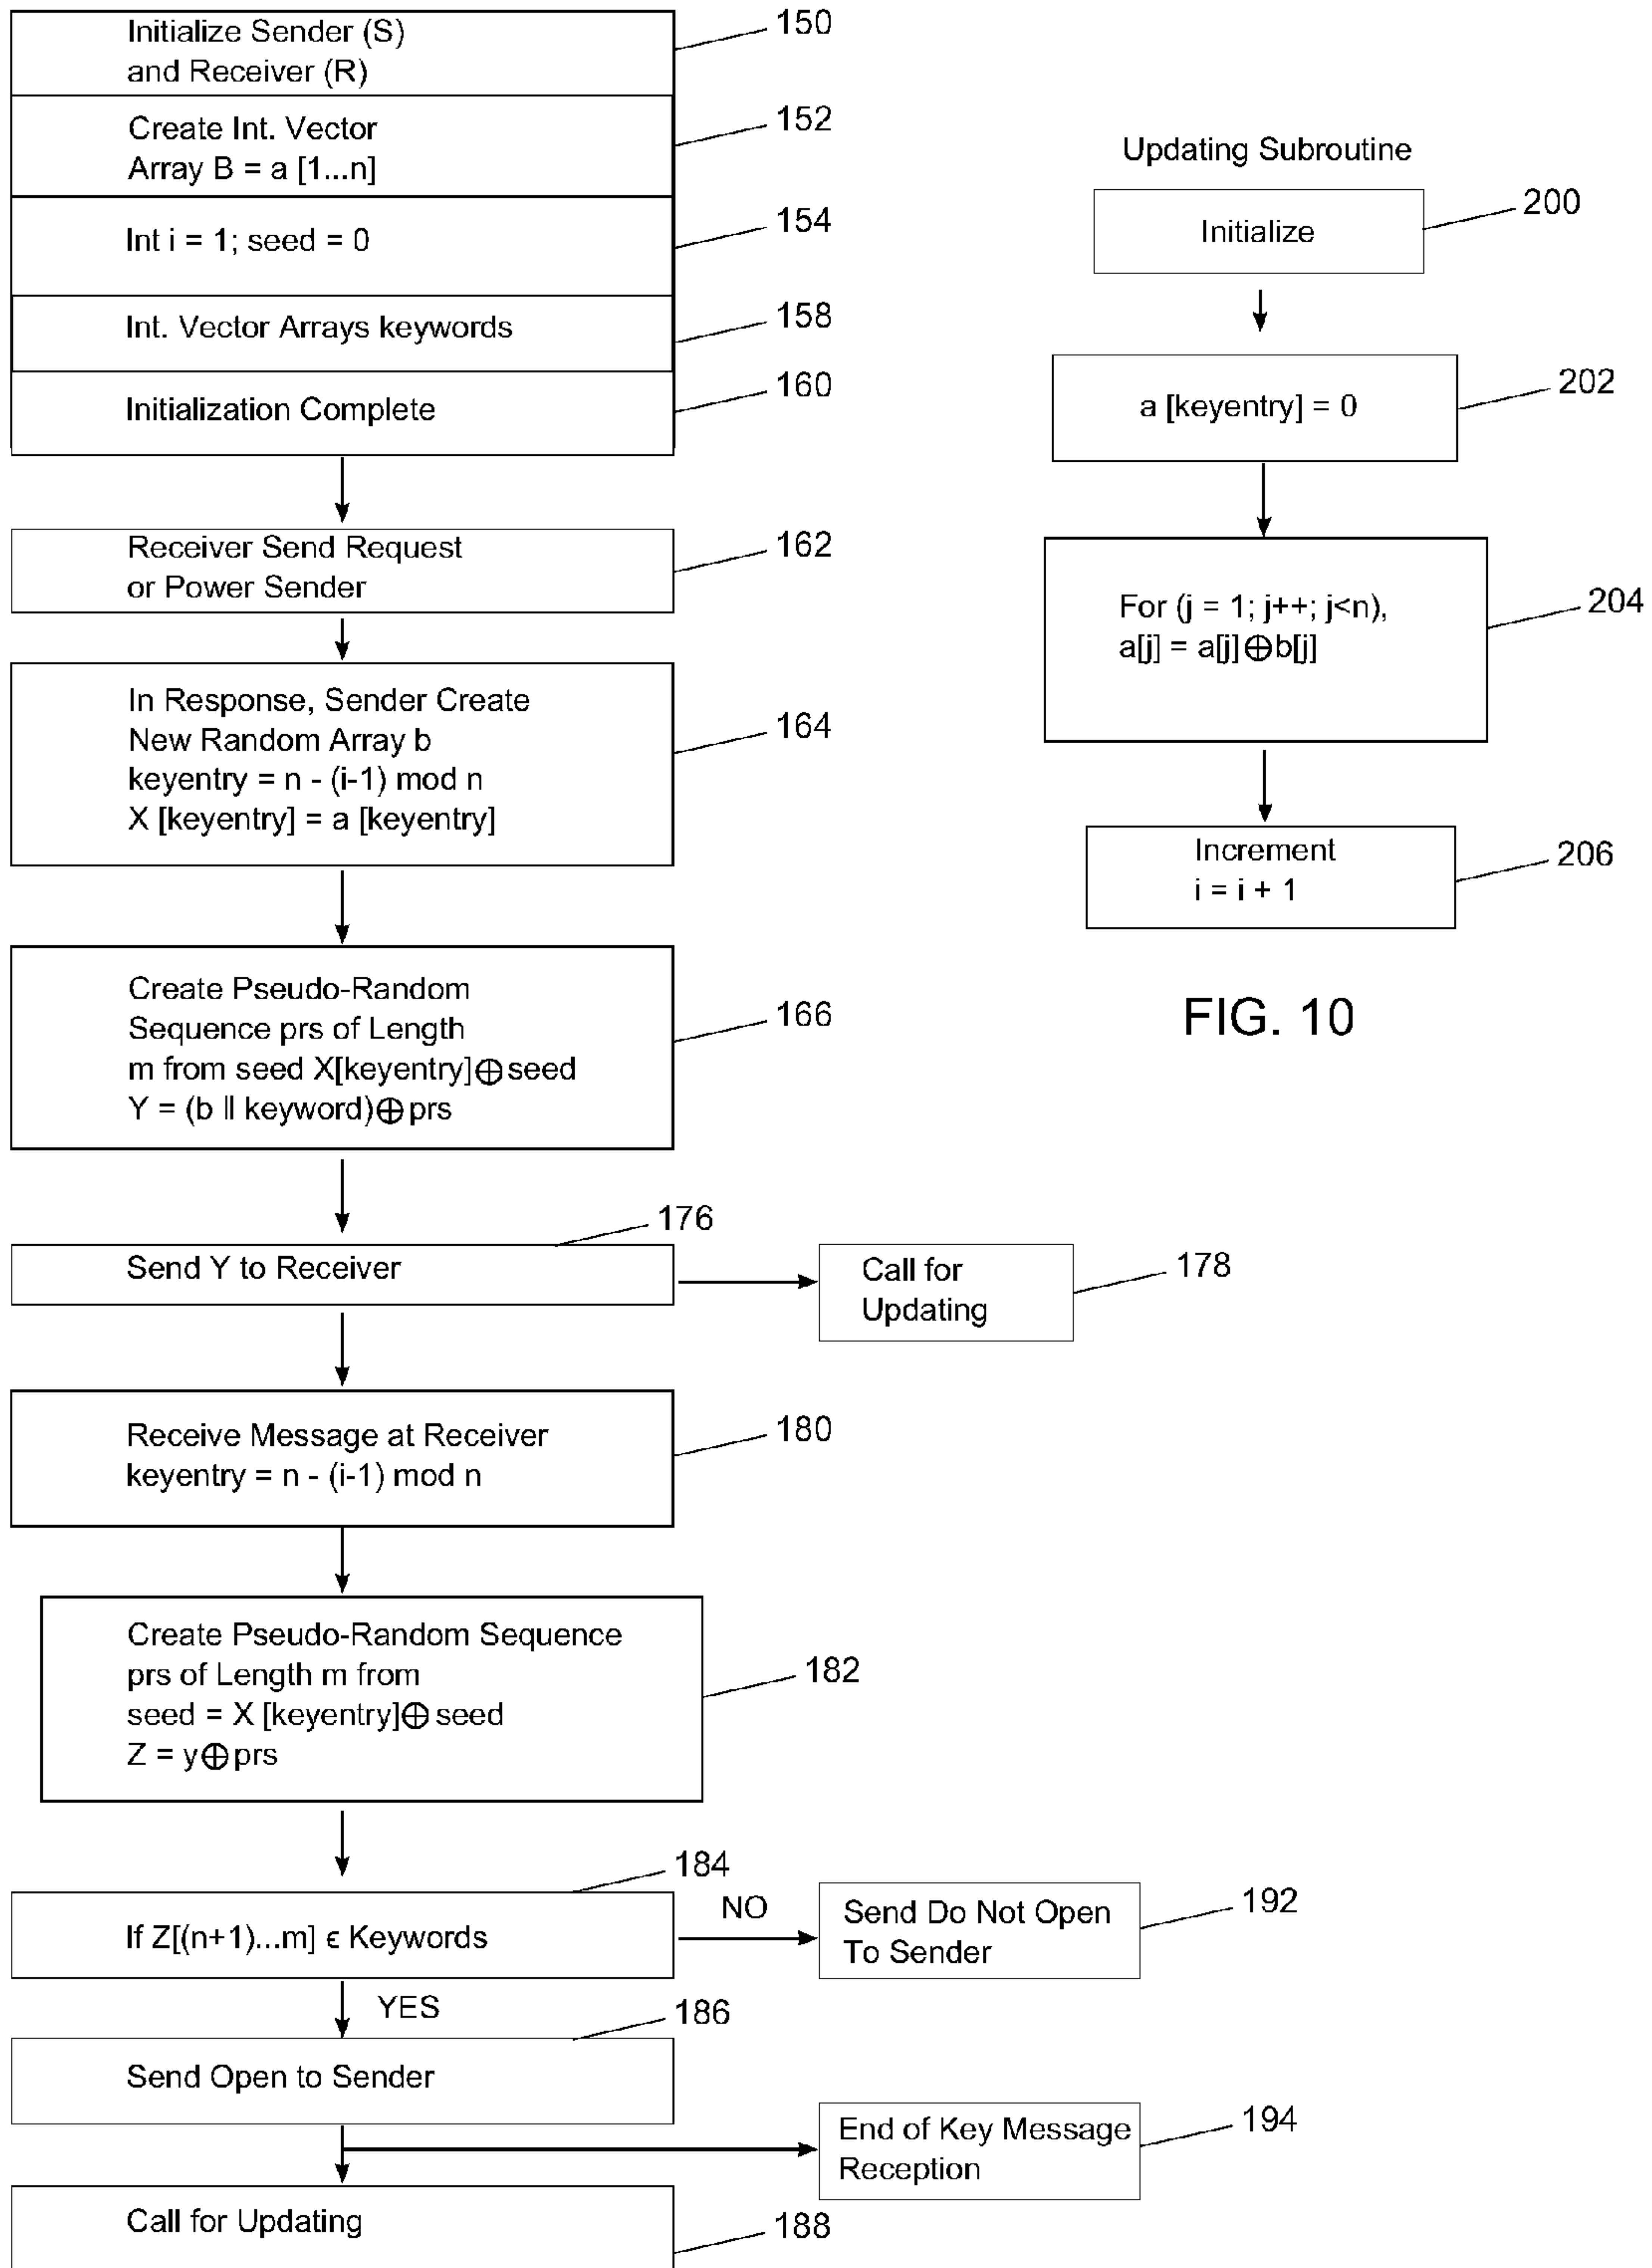 Initialize Sender (S)
and Receiver (R)
150
Create Int. Vector
Array B = a [1...n]
152
Int i = 1; seed = 0
154
Int. Vector Arrays keywords
158
Initialization Complete
160
Receiver Send Request
or Power Sender
162
In Response, Sender Create
New Random Array b
keyentry = n - (i-1) mod n
X [keyentry] = a [keyentry]
164
Create Pseudo-Random
Sequence prs of Length
m from seed X[keyentry]⊕seed
Y = (b ǁ keyword)⊕prs
166
Send Y to Receiver
176
Call for
Updating
178
Receive Message at Receiver
keyentry = n - (i-1) mod n
180
Create Pseudo-Random Sequence
prs of Length m from
seed = X [keyentry]⊕ seed
Z = y⊕prs
182
184
If Z[(n+1)...m] ϵ Keywords
NO
Send Do Not Open
To Sender
192
YES
186
Send Open to Sender
End of Key Message
Reception
194
Call for Updating
188
Updating Subroutine
Initialize
200
a [keyentry] = 0
202
For (j = 1; j++; j<n),
a[j] = a[j]⊕b[j]
204
Increment
i = i + 1
206
FIG. 10